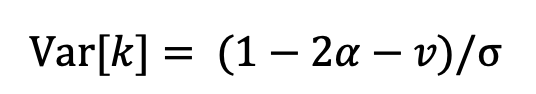 Var[k] = (1 − 2α − v)/σ